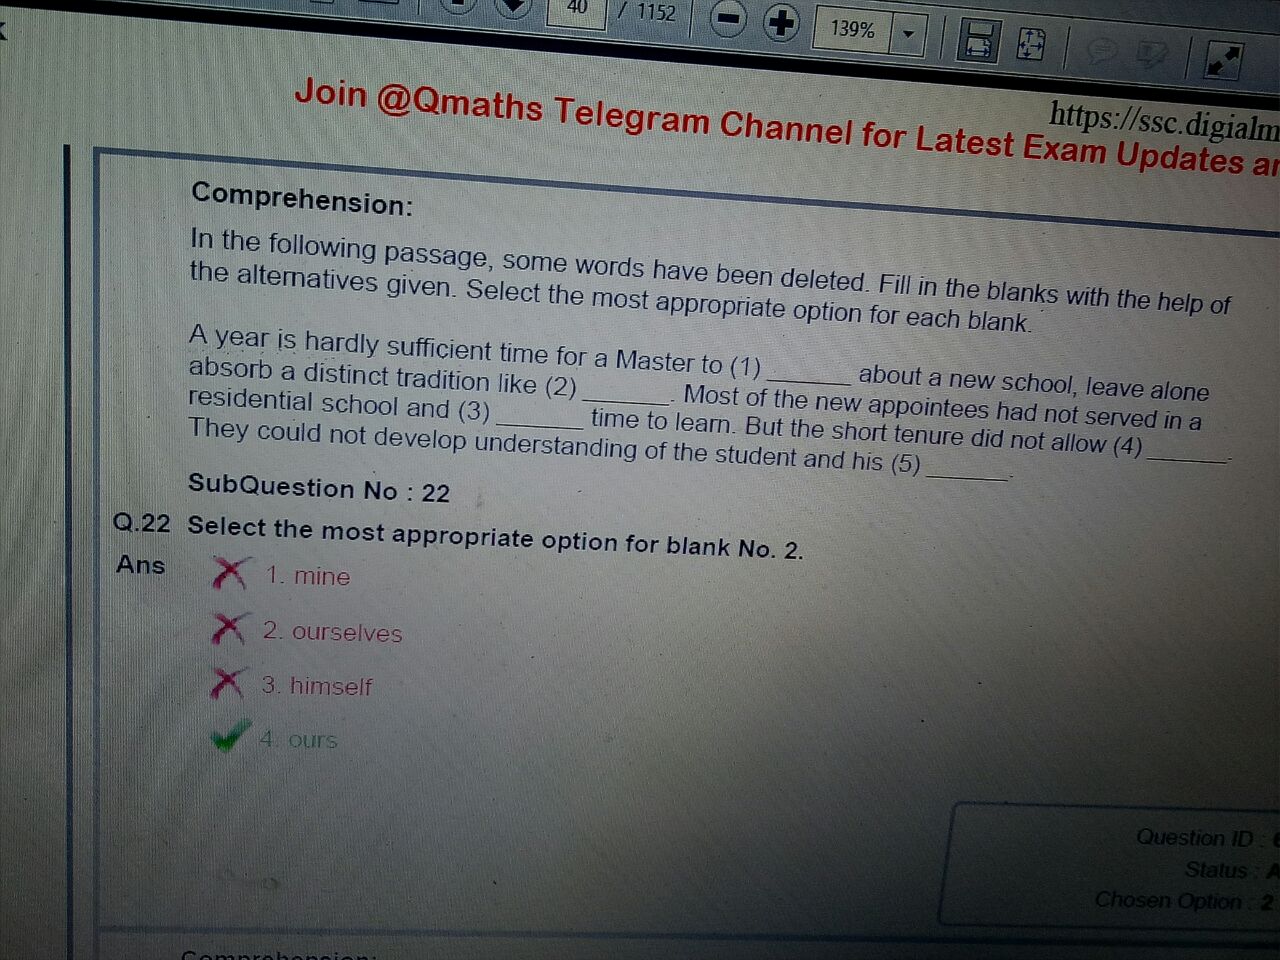 40 / 1152 139%
https://ssc.digialm
Join @Qmaths Telegram Channel for Latest Exam Updates
Comprehension:
In the following passage, some words have been deleted. Fill in the blanks with the help of
the alternatives given. Select the most appropriate option for each blank.
A year is hardly sufficient time for a Master to (1) ______ about a new school, leave alone
absorb a distinct tradition like (2) ______. Most of the new appointees had not served in a
residential school and (3) ______ time to learn. But the short tenure did not allow (4) ______.
They could not develop understanding of the student and his (5) ______.
SubQuestion No : 22
Q.22 Select the most appropriate option for blank No. 2.
Ans
1. mine
2. ourselves
3. himself
4. ours
Question ID :
Status :
Chosen Option : 2